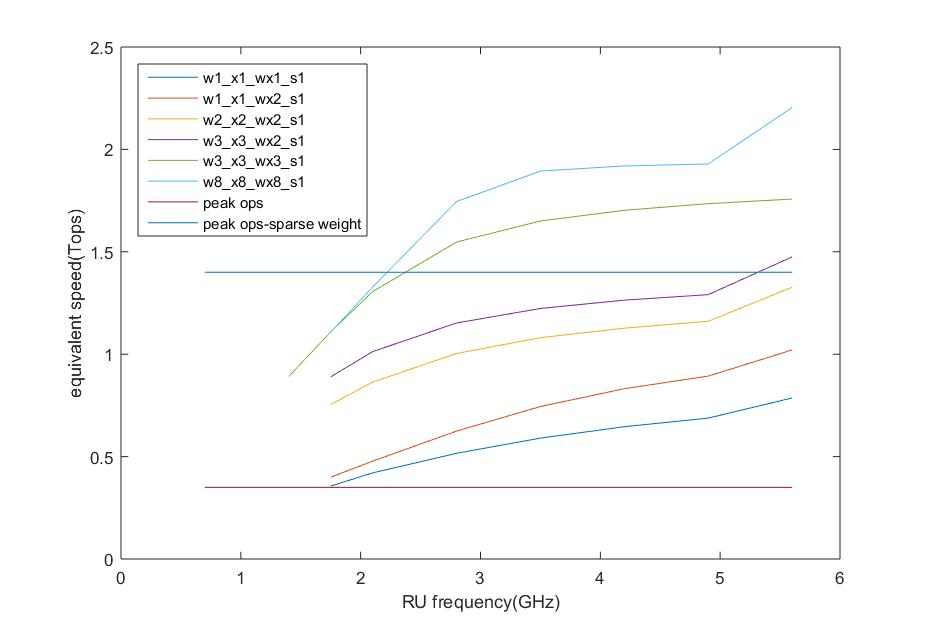 2.5
2
1.5
1
0.5
0
equivalent speed(Tops)
w1_x1_wx1_s1
w1_x1_wx2_s1
w2_x2_wx2_s1
w3_x3_wx2_s1
w3_x3_wx3_s1
w8_x8_wx8_s1
peak ops
peak ops-sparse weight
0 1 2 3 4 5 6
RU frequency(GHz)